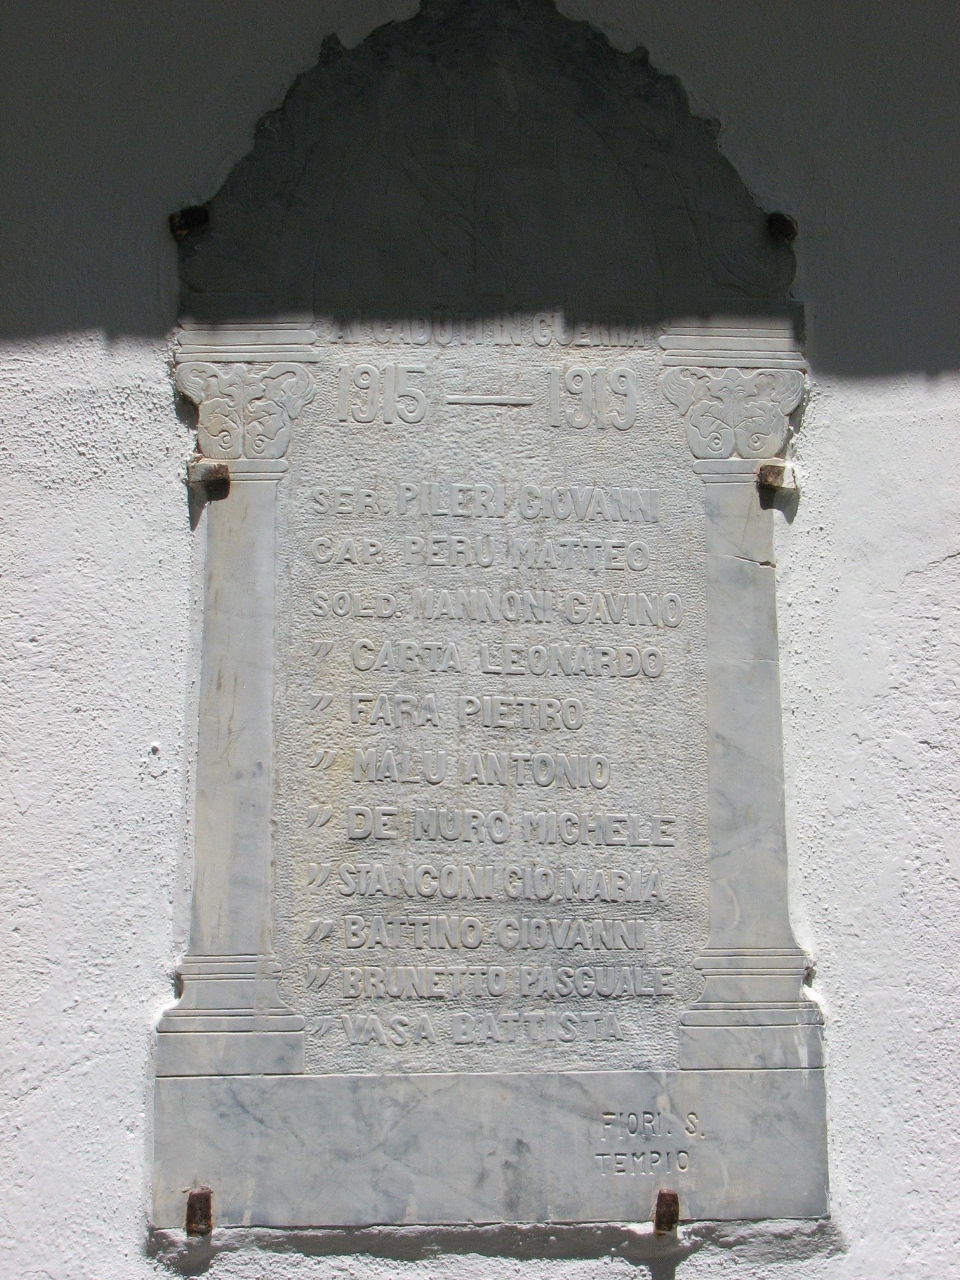 AI CADUTI IN GUERRA
1915 — 1919
SER. PILERI GIOVANNI
CAP. PERU MATTEO
SOLD. MANNONI GAVINO
" CARTA LEONARDO
" FARA PIETRO
" MALU ANTONIO
" DE MURO MICHELE
" STANGONI GIO MARIA
" BATTINO GIOVANNI
" BRUNETTO PASQUALE
" VASA BATTISTA
FIORI. S.
TEMPIO